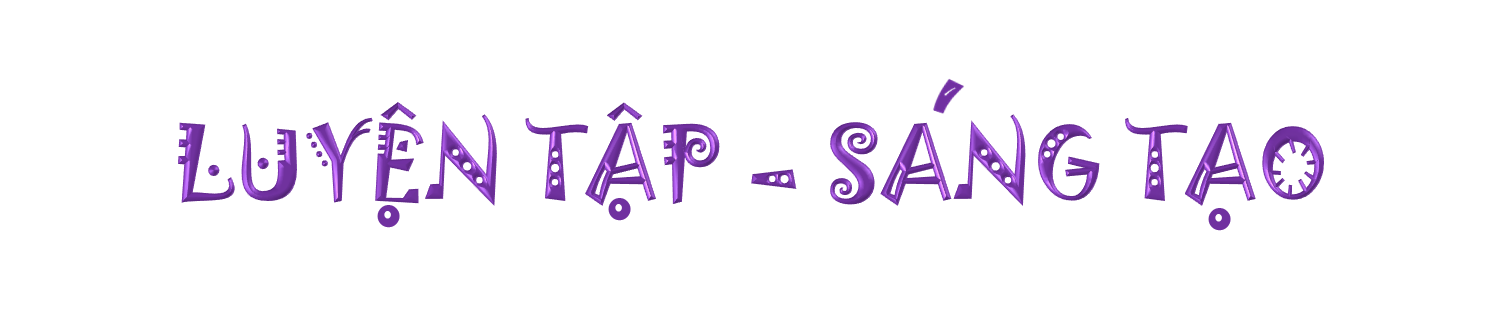 LUYỆN TẬP - SÁNG TẠO